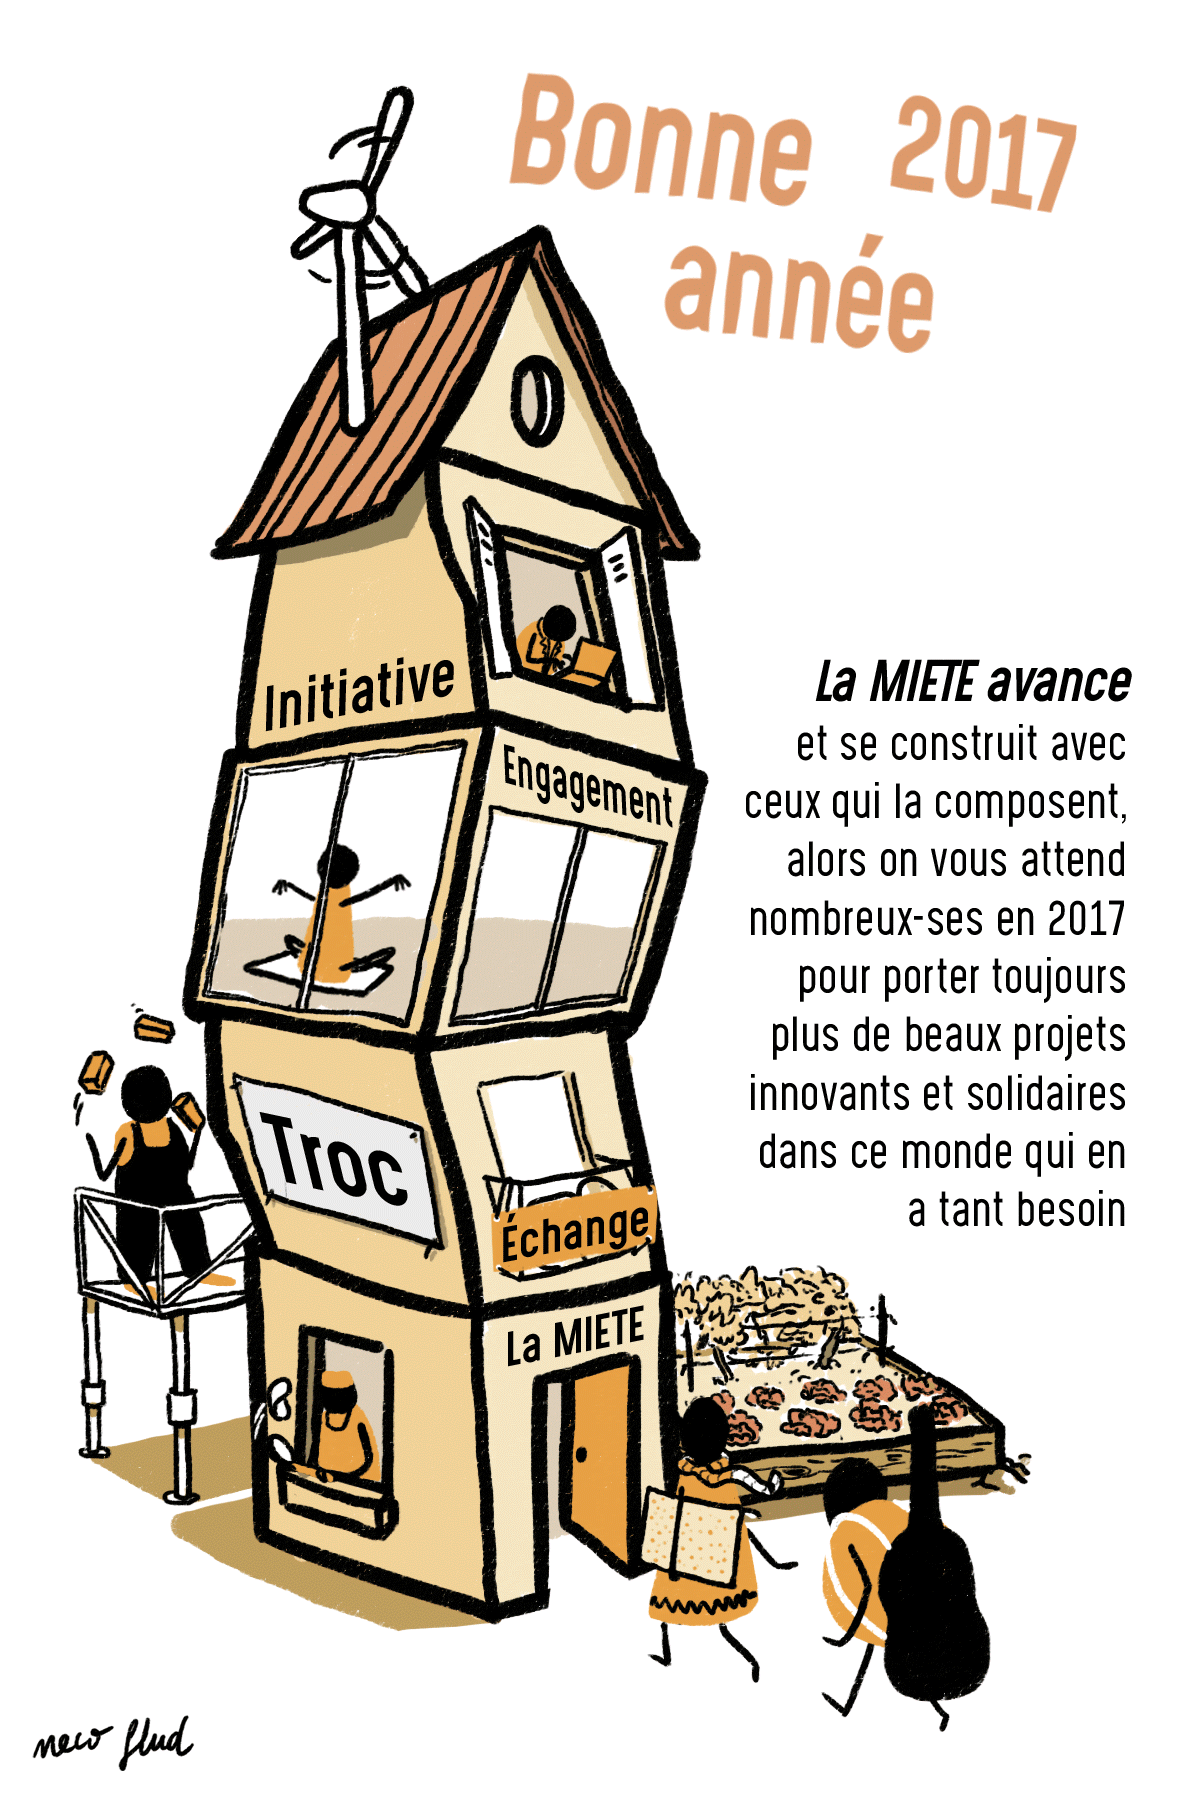 Bonne 2017
année
Initiative
Engagement
La MIETE avance
et se construit avec
ceux qui la composent,
alors on vous attend
nombreux-ses en 2017
pour porter toujours
plus de beaux projets
innovants et solidaires
dans ce monde qui en
a tant besoin
Troc
Échange
La MIETE
neco flud